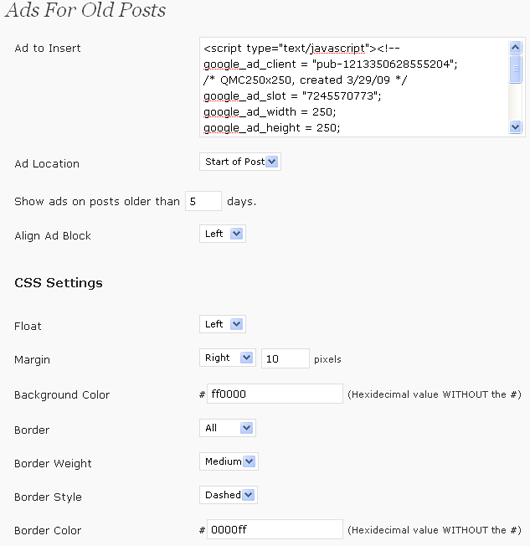 Ads For Old Posts
Ad to Insert
<script type="text/javascript"><!--
google_ad_client = "pub-1213350628555204";
/* QMC250x250, created 3/29/09 */
google_ad_slot = "7245570773";
google_ad_width = 250;
google_ad_height = 250;
Ad Location Start of Post
Show ads on posts older than 5 days.
Align Ad Block Left
CSS Settings
Float Left
Margin Right 10 pixels
Background Color # ff0000 (Hexidecimal value WITHOUT the #)
Border All
Border Weight Medium
Border Style Dashed
Border Color # 0000ff (Hexidecimal value WITHOUT the #)